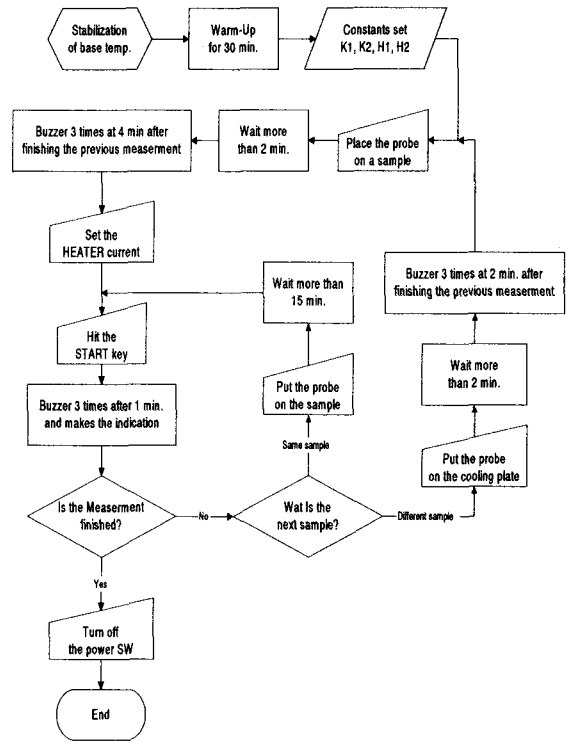 Stabilization
of base temp.
Warm-Up
for 30 min.
Constants set
K1, K2, H1, H2
Buzzer 3 times at 4 min after
finishing the previous measerment
Wait more
than 2 min.
Place the probe
on a sample
Set the
HEATER current
Wait more than
15 min.
Buzzer 3 times at 2 min. after
finishing the previous measerment
Hit the
START key
Put the probe
on the sample
Wait more
than 2 min.
Buzzer 3 times after 1 min.
and makes the indication
Same sample
Put the probe
on the cooling plate
Is the Measerment
finished?
No
Wat Is the
next sample?
Different sample
Yes
Turn off
the power SW
End